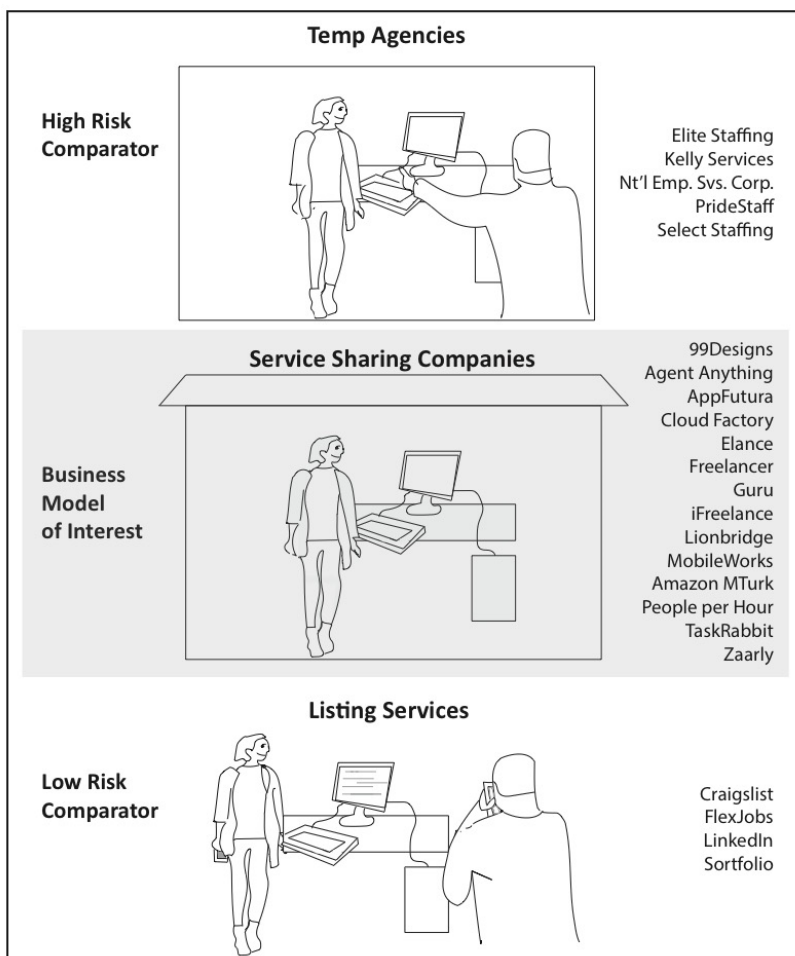 Temp Agencies
High Risk
Comparator
Elite Staffing
Kelly Services
Nt'l Emp. Svs. Corp.
PrideStaff
Select Staffing
Service Sharing Companies
Business
Model
of Interest
99Designs
Agent Anything
AppFutura
Cloud Factory
Elance
Freelancer
Guru
iFreelance
Lionbridge
MobileWorks
Amazon MTurk
People per Hour
TaskRabbit
Zaarly
Listing Services
Low Risk
Comparator
Craigslist
FlexJobs
LinkedIn
Sortfolio